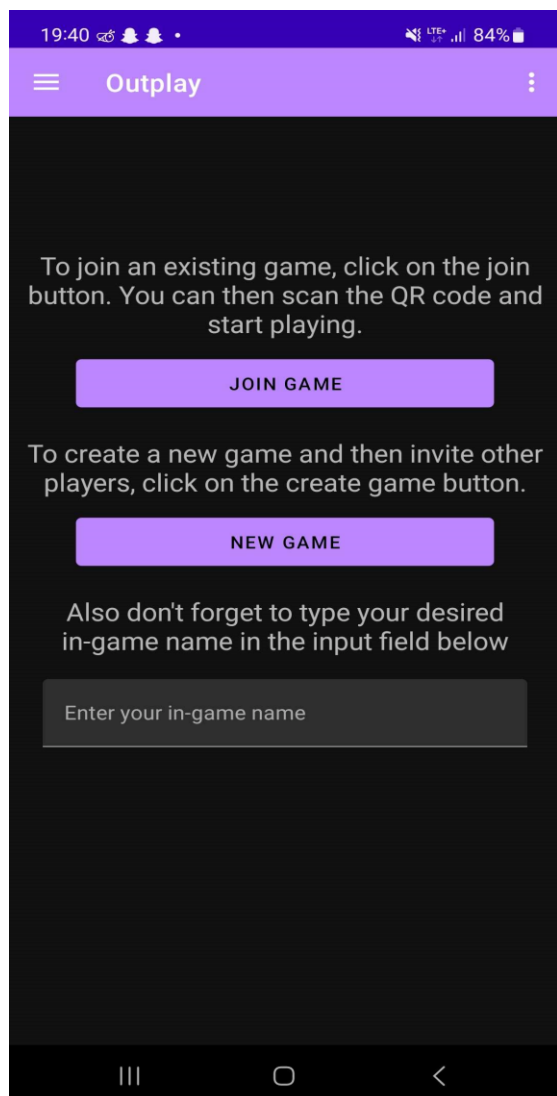 19:40 LTE+ 84%
Outplay
To join an existing game, click on the join
button. You can then scan the QR code and
start playing.
JOIN GAME
To create a new game and then invite other
players, click on the create game button.
NEW GAME
Also don't forget to type your desired
in-game name in the input field below
Enter your in-game name